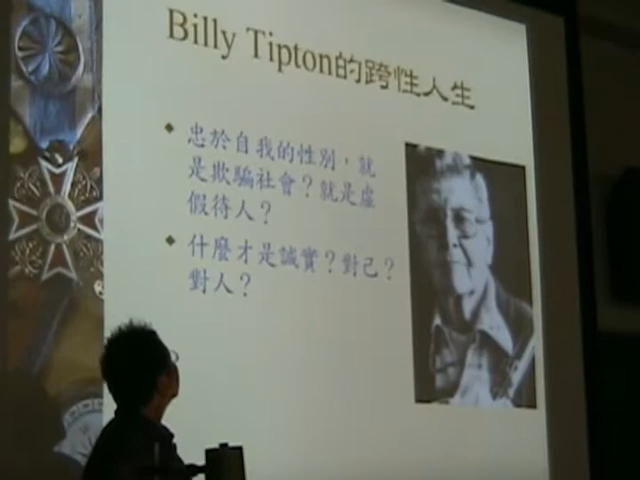 Billy Tipton的跨性人生
忠於自我的性別，就
是欺騙社會？就是虛
假待人？
什麼才是誠實？對己？
對人？